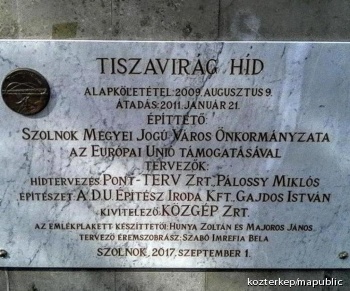 TISZAVIRÁG HÍD
ALAPKŐLETÉTEL: 2009. AUGUSZTUS 9.
ÁTADÁS: 2011. JANUÁR 21.
ÉPÍTTETŐ:
SZOLNOK MEGYEI JOGÚ VÁROS ÖNKORMÁNYZATA
AZ EURÓPAI UNIÓ TÁMOGATÁSÁVAL
TERVEZŐK:
HÍDTERVEZÉS PONT-TERV ZRT. PÁLOSSY MIKLÓS
ÉPÍTÉSZET A.D.U. ÉPÍTÉSZ IRODA KFT. GAJDOS ISTVÁN
KIVITELEZŐ KÖZGÉP ZRT.
AZ EMLÉKPLAKETT KÉSZÍTTETŐI: HUNYA ZOLTÁN ÉS MAJOROS JÁNOS.
TERVEZŐ ÉREMSZOBRÁSZ: SZABÓ IMREFIA BÉLA
SZOLNOK, 2017. SZEPTEMBER 1.
kozterkep/mapublic